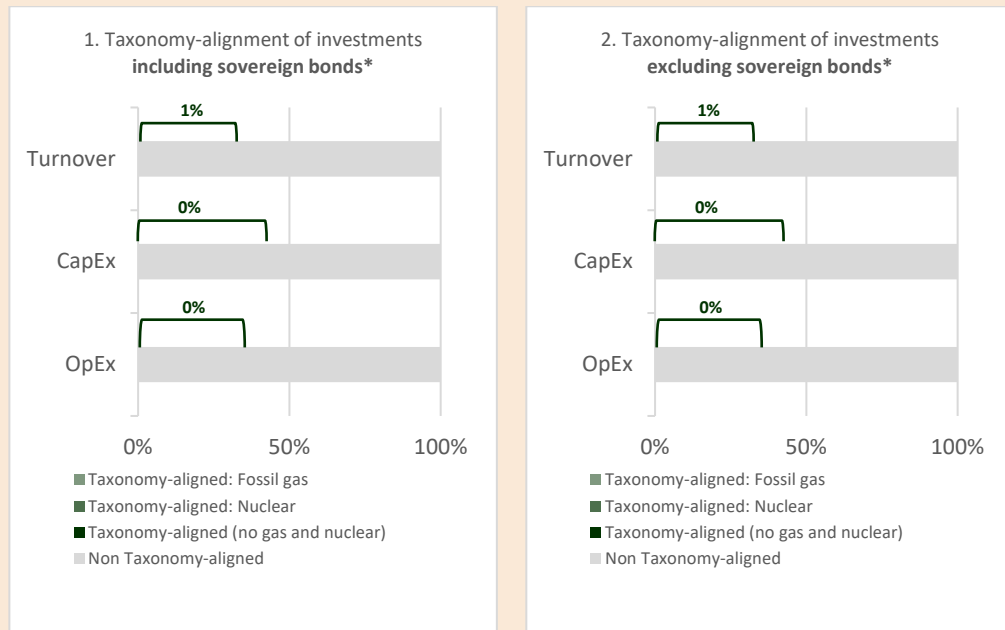 1. Taxonomy-alignment of investments
including sovereign bonds*
1%
Turnover
0%
CapEx
0%
OpEx
0%
50%
100%
Taxonomy-aligned: Fossil gas
Taxonomy-aligned: Nuclear
Taxonomy-aligned (no gas and nuclear)
Non Taxonomy-aligned
2. Taxonomy-alignment of investments
excluding sovereign bonds*
1%
Turnover
0%
CapEx
0%
OpEx
0%
50%
100%
Taxonomy-aligned: Fossil gas
Taxonomy-aligned: Nuclear
Taxonomy-aligned (no gas and nuclear)
Non Taxonomy-aligned